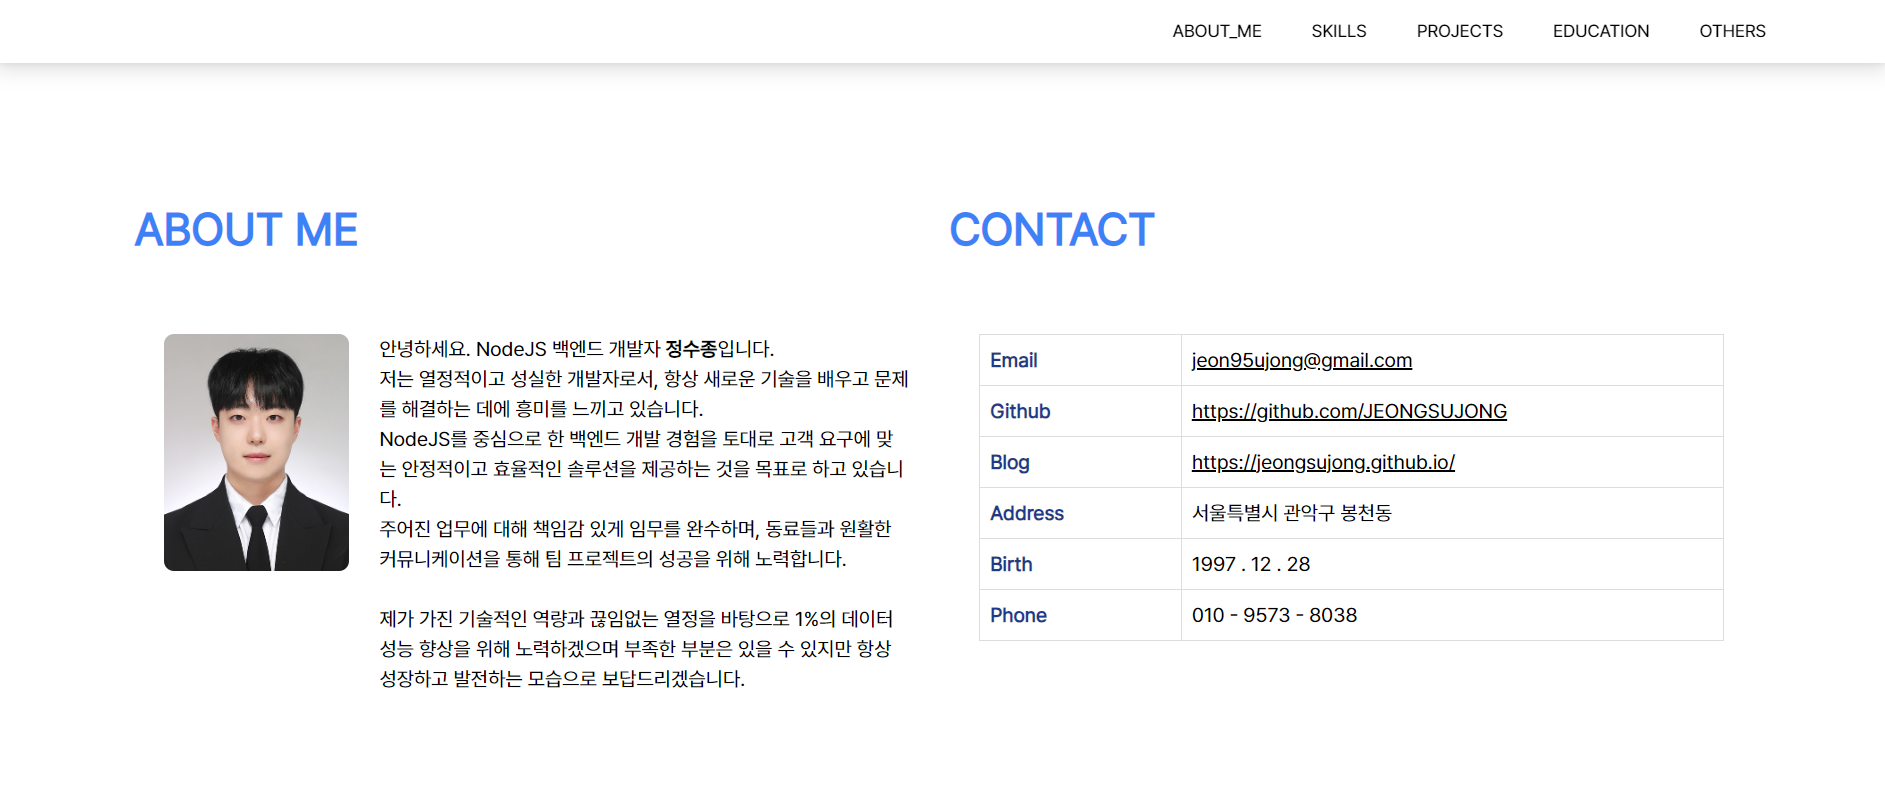 ABOUT_ME SKILLS PROJECTS EDUCATION OTHERS
ABOUT ME
안녕하세요. NodeJS 백엔드 개발자 정수종입니다.
저는 열정적이고 성실한 개발자로서, 항상 새로운 기술을 배우고 문제
를 해결하는 데에 흥미를 느끼고 있습니다.
NodeJS를 중심으로 한 백엔드 개발 경험을 토대로 고객 요구에 맞
는 안정적이고 효율적인 솔루션을 제공하는 것을 목표로 하고 있습니
다.
주어진 업무에 대해 책임감 있게 임무를 완수하며, 동료들과 원활한
커뮤니케이션을 통해 팀 프로젝트의 성공을 위해 노력합니다.
제가 가진 기술적인 역량과 끊임없는 열정을 바탕으로 1%의 데이터
성능 향상을 위해 노력하겠으며 부족한 부분은 있을 수 있지만 항상
성장하고 발전하는 모습으로 보답드리겠습니다.
CONTACT
Email jeon95ujong@gmail.com
Github https://github.com/JEONGSUJONG
Blog https://jeongsujong.github.io/
Address 서울특별시 관악구 봉천동
Birth 1997 . 12 . 28
Phone 010 - 9573 - 8038